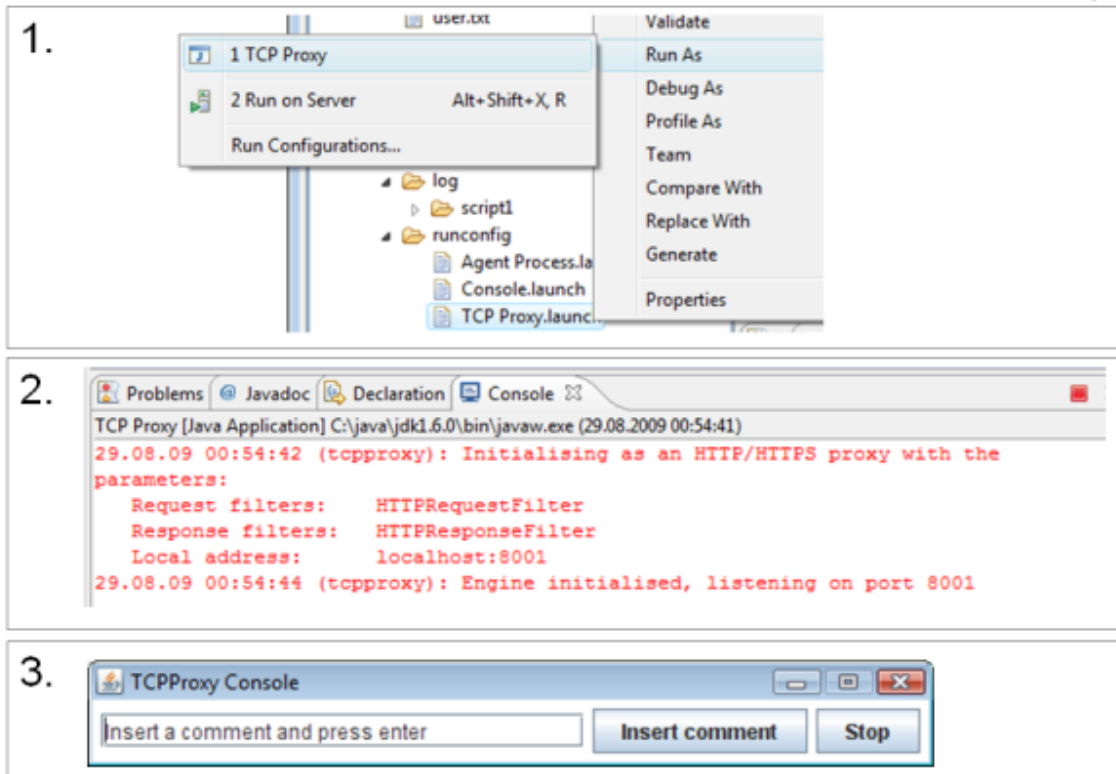 1.
user.txt
Validate
1 TCP Proxy
Run As
2 Run on Server Alt+Shift+X, R
Debug As
Profile As
Run Configurations...
Team
log
Compare With
script1
Replace With
runconfig
Generate
Agent Process.la
Console.launch
Properties
TCP Proxy.launch
2.
Problems @ Javadoc Declaration Console
TCP Proxy [Java Application] C:\java\jdk1.6.0\bin\javaw.exe (29.08.2009 00:54:41)
29.08.09 00:54:42 (tcpproxy): Initialising as an HTTP/HTTPS proxy with the
parameters:
Request filters: HTTPRequestFilter
Response filters: HTTPResponseFilter
Local address: localhost:8001
29.08.09 00:54:44 (tcpproxy): Engine initialised, listening on port 8001
3.
TCPProxy Console
Insert a comment and press enter Insert comment Stop